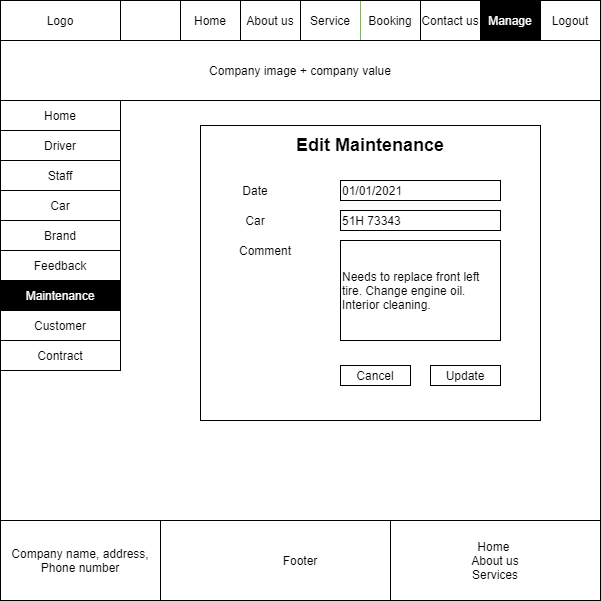 Logo
Home
About us
Service
Booking
Contact us
Manage
Logout
Company image + company value
Home
Driver
Staff
Car
Brand
Feedback
Maintenance
Customer
Contract
Edit Maintenance
Date
01/01/2021
Car
51H 73343
Comment
Needs to replace front left
tire. Change engine oil.
Interior cleaning.
Cancel
Update
Company name, address,
Phone number
Footer
Home
About us
Services